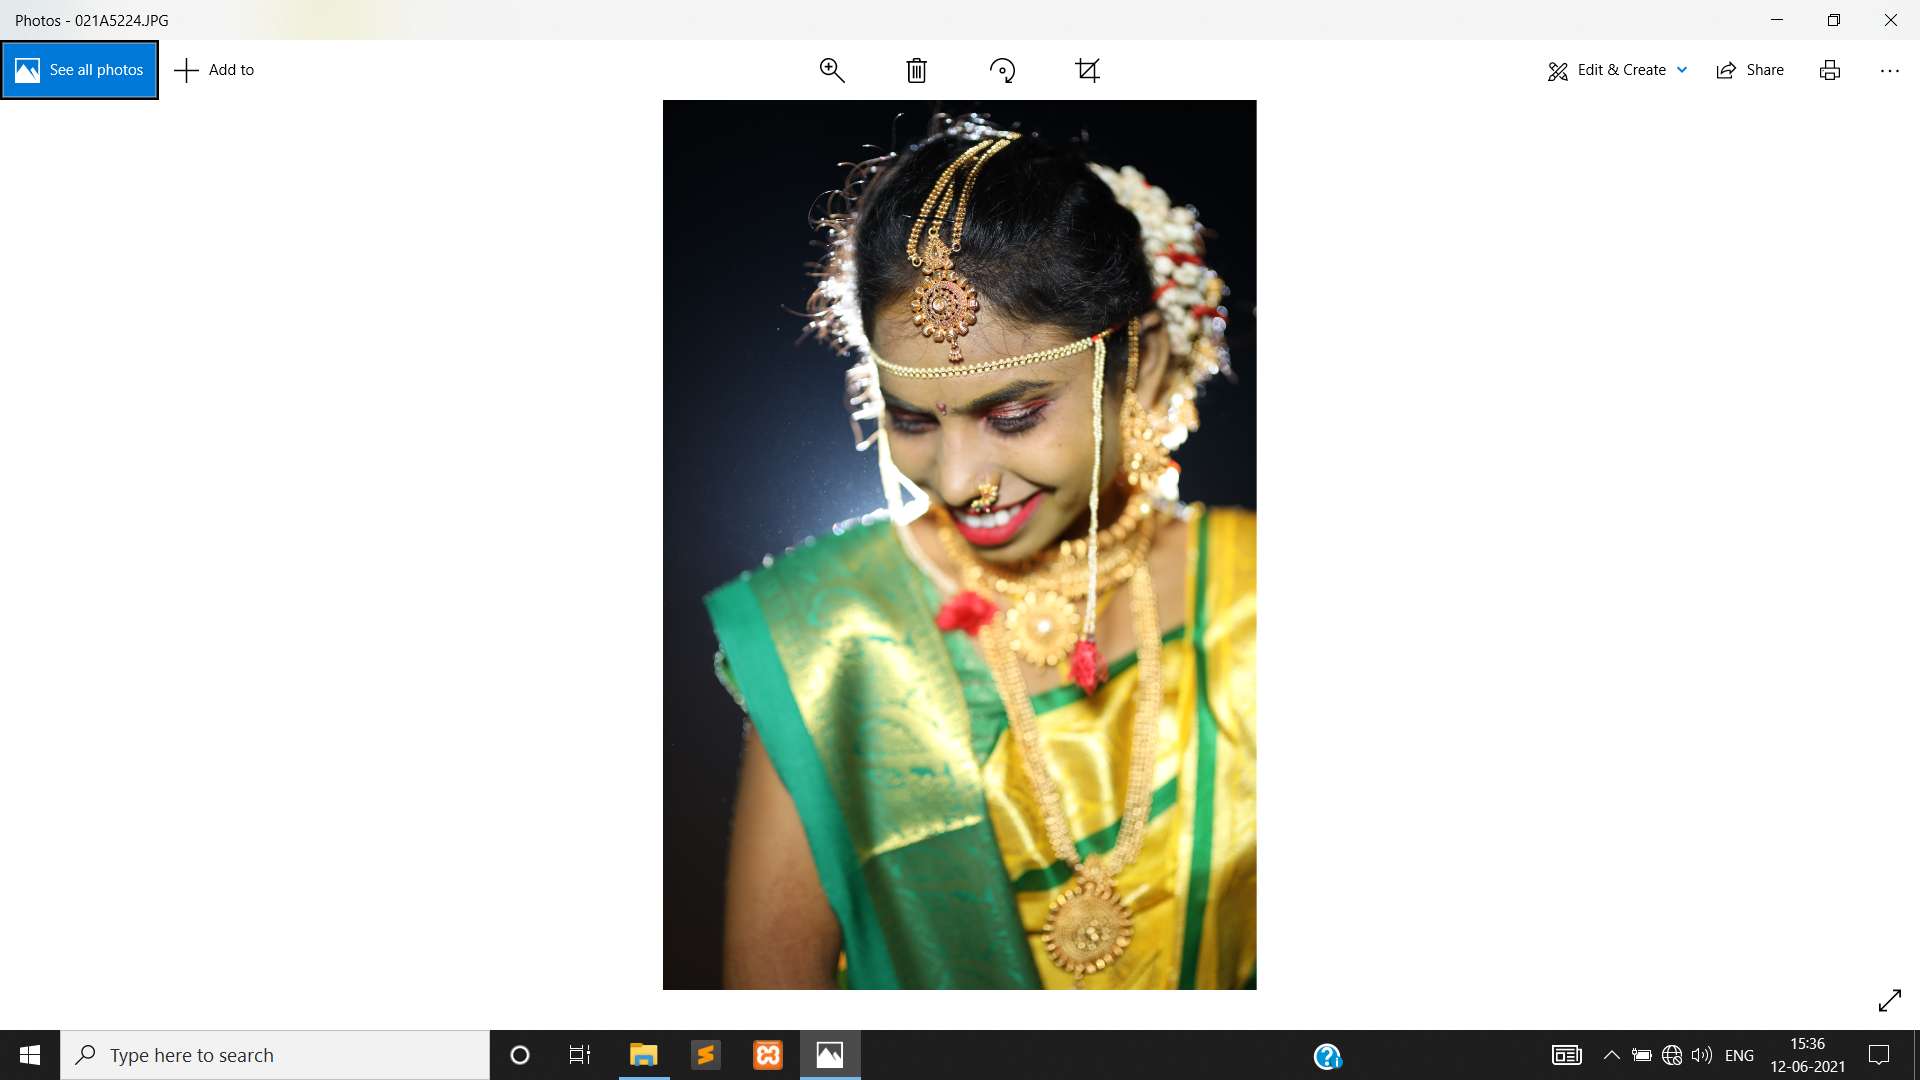 Photos - 021A5224.JPG
See all photos
Add to
Edit & Create
Share
Type here to search
ENG
15:36
12-06-2021